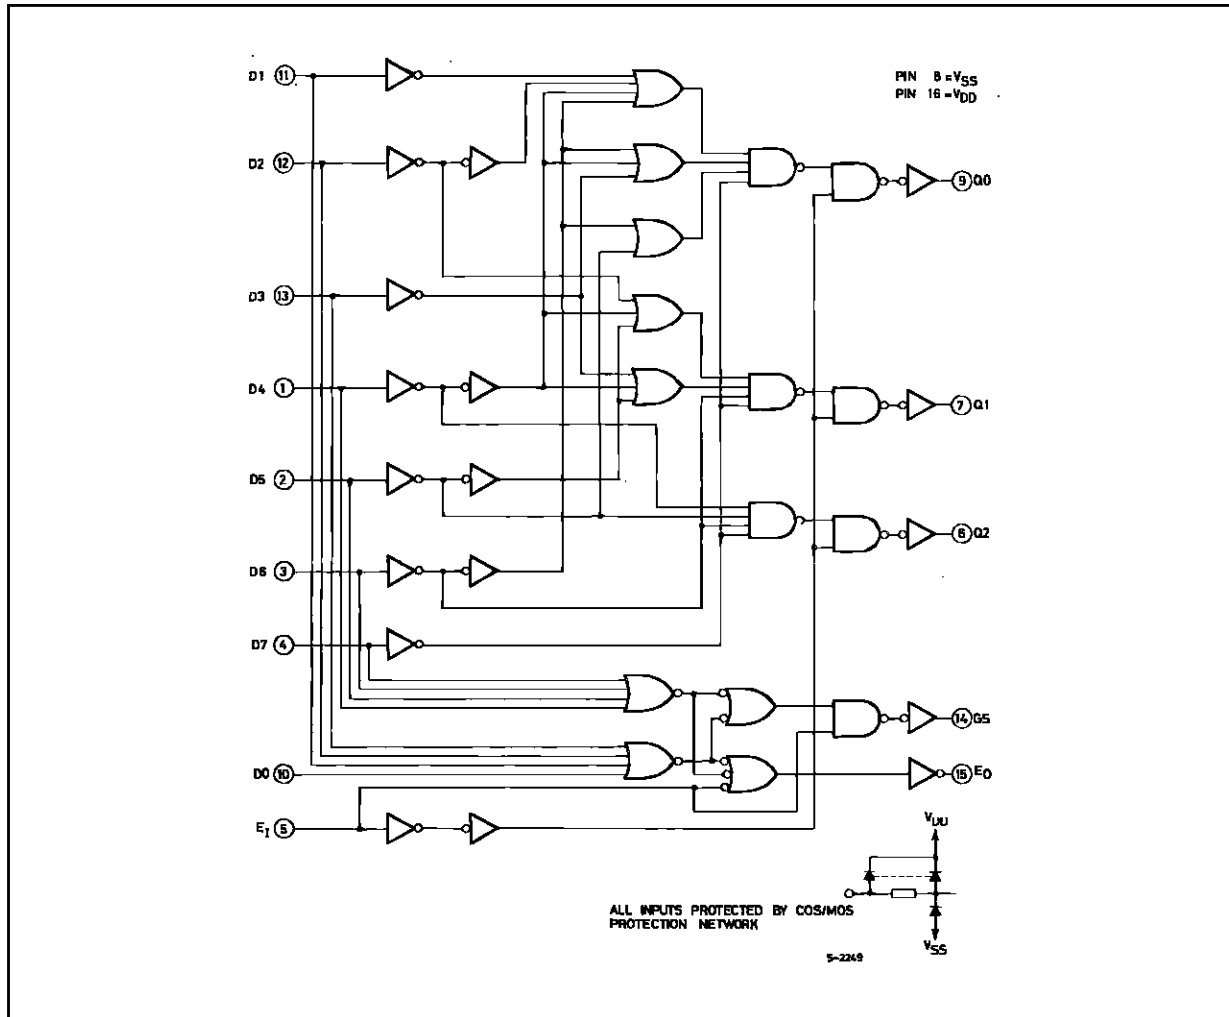 D1 11
PIN 8 = VSS
PIN 16 = VDD
D2 12
9 Q0
D3 13
D4 1
7 Q1
D5 2
6 Q2
D6 3
D7 4
14 GS
D0 10
15 EO
EI 5
VDD
ALL INPUTS PROTECTED BY COS/MOS
PROTECTION NETWORK
VSS
5-2249